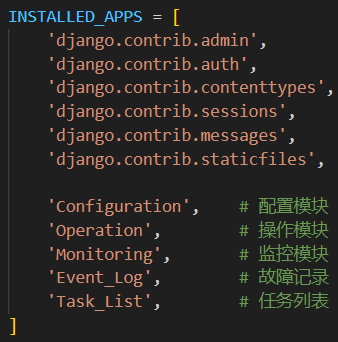 INSTALLED_APPS = [
'django.contrib.admin',
'django.contrib.auth',
'django.contrib.contenttypes',
'django.contrib.sessions',
'django.contrib.messages',
'django.contrib.staticfiles',
'Configuration', # 配置模块
'Operation', # 操作模块
'Monitoring', # 监控模块
'Event_Log', # 故障记录
'Task_List', # 任务列表
]